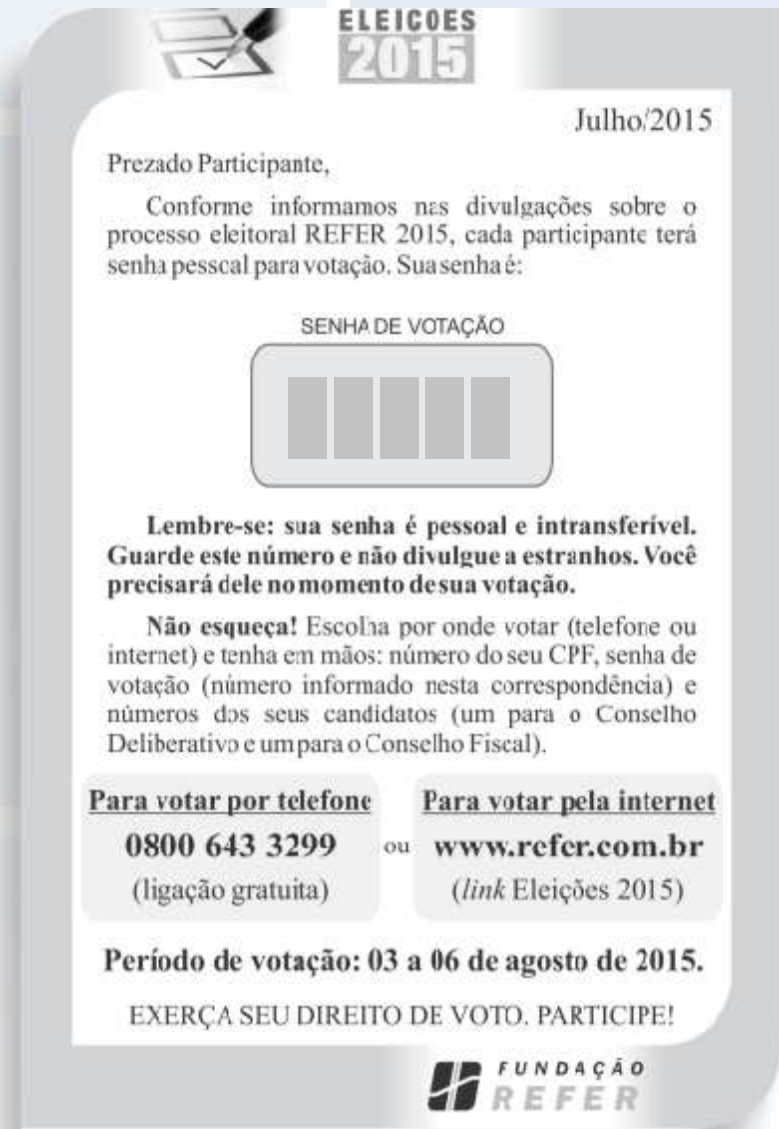 ELEIÇOES
2015
Julho/2015
Prezado Participante,
Conforme informamos nas divulgações sobre o
processo eleitoral REFER 2015, cada participante terá
senha pessoal para votação. Sua senha é:
SENHA DE VOTAÇÃO
Lembre-se: sua senha é pessoal e intransferível.
Guarde este número e não divulgue a estranhos. Você
precisará dele no momento de sua votação.
Não esqueça! Escolha por onde votar (telefone ou
internet) e tenha em mãos: número do seu CPF, senha de
votação (número informado nesta correspondência) e
números dos seus candidatos (um para o Conselho
Deliberativo e um para o Conselho Fiscal).
Para votar por telefone
0800 643 3299
(ligação gratuita)
ou
Para votar pela internet
www.refer.com.br
(link Eleições 2015)
Período de votação: 03 a 06 de agosto de 2015.
EXERÇA SEU DIREITO DE VOTO. PARTICIPE!
FUNDAÇÃO
REFER